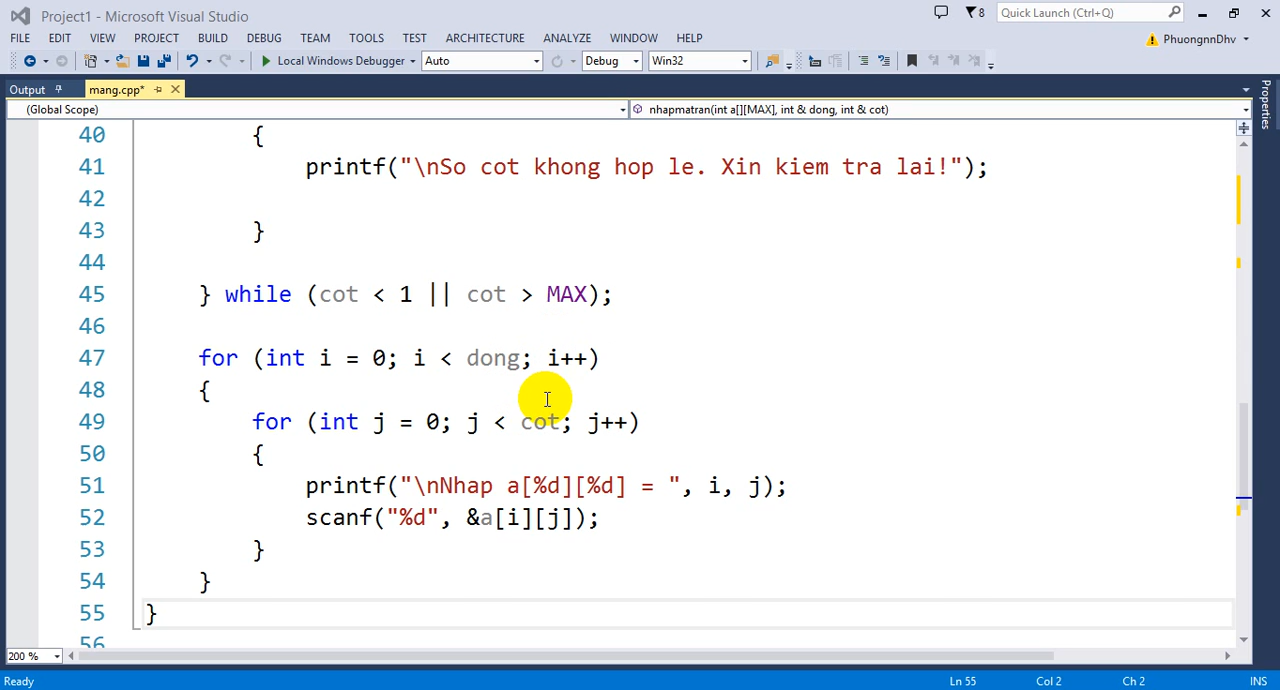 Project1 - Microsoft Visual Studio
8
Quick Launch (Ctrl+Q)
FILE EDIT VIEW PROJECT BUILD DEBUG TEAM TOOLS TEST ARCHITECTURE ANALYZE WINDOW HELP
PhuongnnDhv
Local Windows Debugger Auto Debug Win32
Output mang.cpp*
Properties
(Global Scope) nhapmatran(int a[][MAX], int & dong, int & cot)
40 {
41 printf("\nSo cot khong hop le. Xin kiem tra lai!");
42
43 }
44
45 } while (cot < 1 || cot > MAX);
46
47 for (int i = 0; i < dong; i++)
48 {
49 for (int j = 0; j < cot; j++)
50 {
51 printf("\nNhap a[%d][%d] = ", i, j);
52 scanf("%d", &a[i][j]);
53 }
54 }
55 }
56
200 %
Ready Ln 55 Col 2 Ch 2 INS